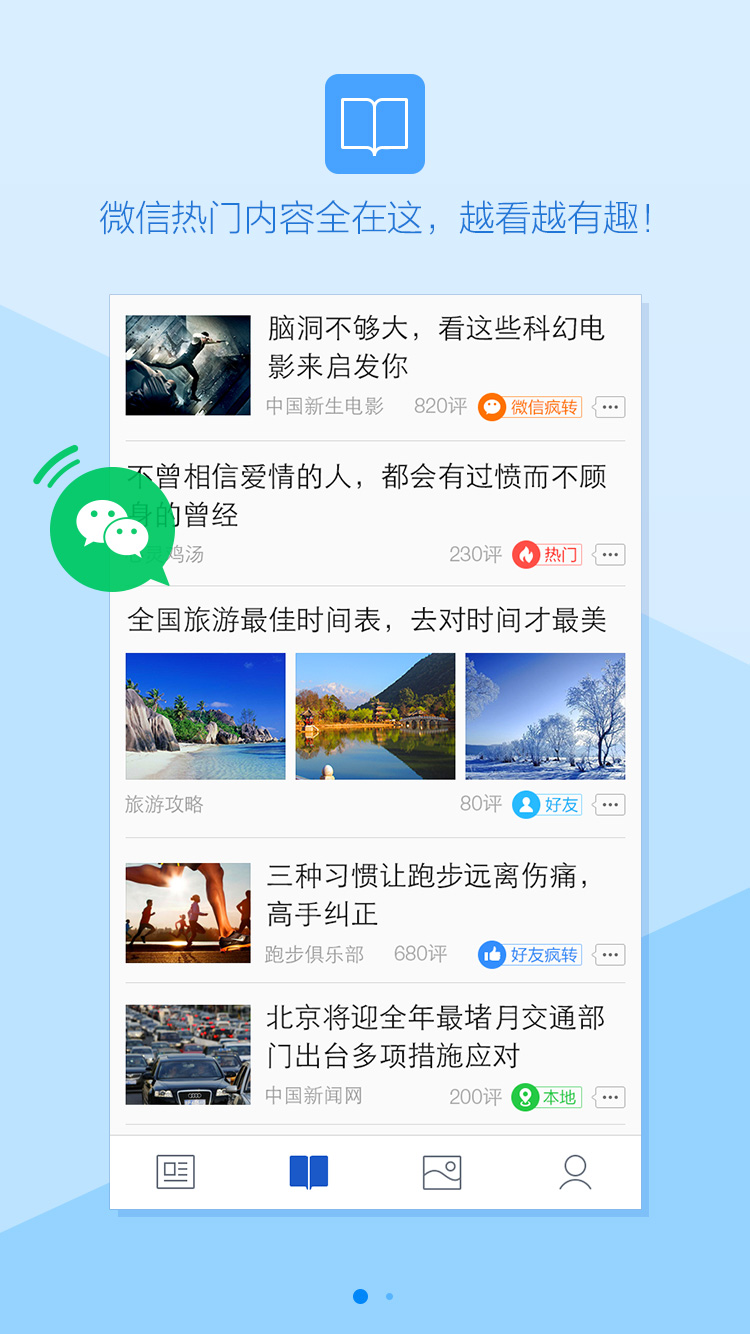 微信热门内容全在这，越看越有趣！
脑洞不够大，看这些科幻电
影来启发你
中国新生电影 820评 微信疯转
不曾相信爱情的人，都会有过愤而不顾
身的曾经
心灵鸡汤 230评 热门
全国旅游最佳时间表，去对时间才最美
旅游攻略 80评 好友
三种习惯让跑步远离伤痛，
高手纠正
跑步俱乐部 680评 好友疯转
北京将迎全年最堵月交通部
门出台多项措施应对
中国新闻网 200评 本地